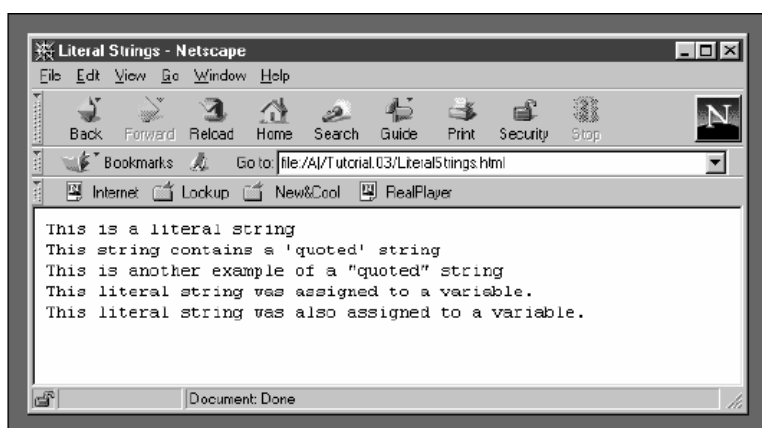 Literal Strings - Netscape
File Edit View Go Window Help
Back Forward Reload Home Search Guide Print Security Stop
N
Bookmarks Go to: file:/A|/Tutorial.03/LiteralStrings.html
Internet Lookup New&Cool RealPlayer
This is a literal string
This string contains a 'quoted' string
This is another example of a "quoted" string
This literal string was assigned to a variable.
This literal string was also assigned to a variable.
Document: Done